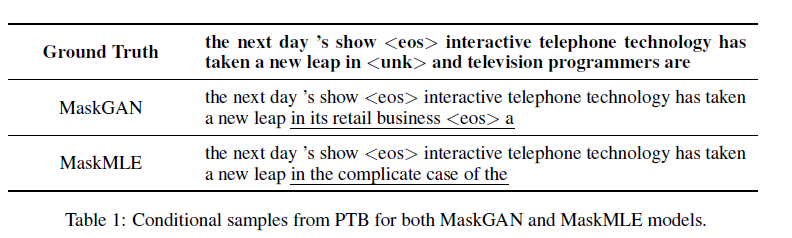 the next day 's show <eos> interactive telephone technology has
Ground Truth
taken a new leap in <unk> and television programmers are
the next day 's show <eos> interactive telephone technology has taken
MaskGAN
a new leap in its retail business <eos> a
the next day 's show <eos> interactive telephone technology has taken
MaskMLE
a new leap in the complicate case of the
Table 1: Conditional samples from PTB for both MaskGAN and MaskMLE models.